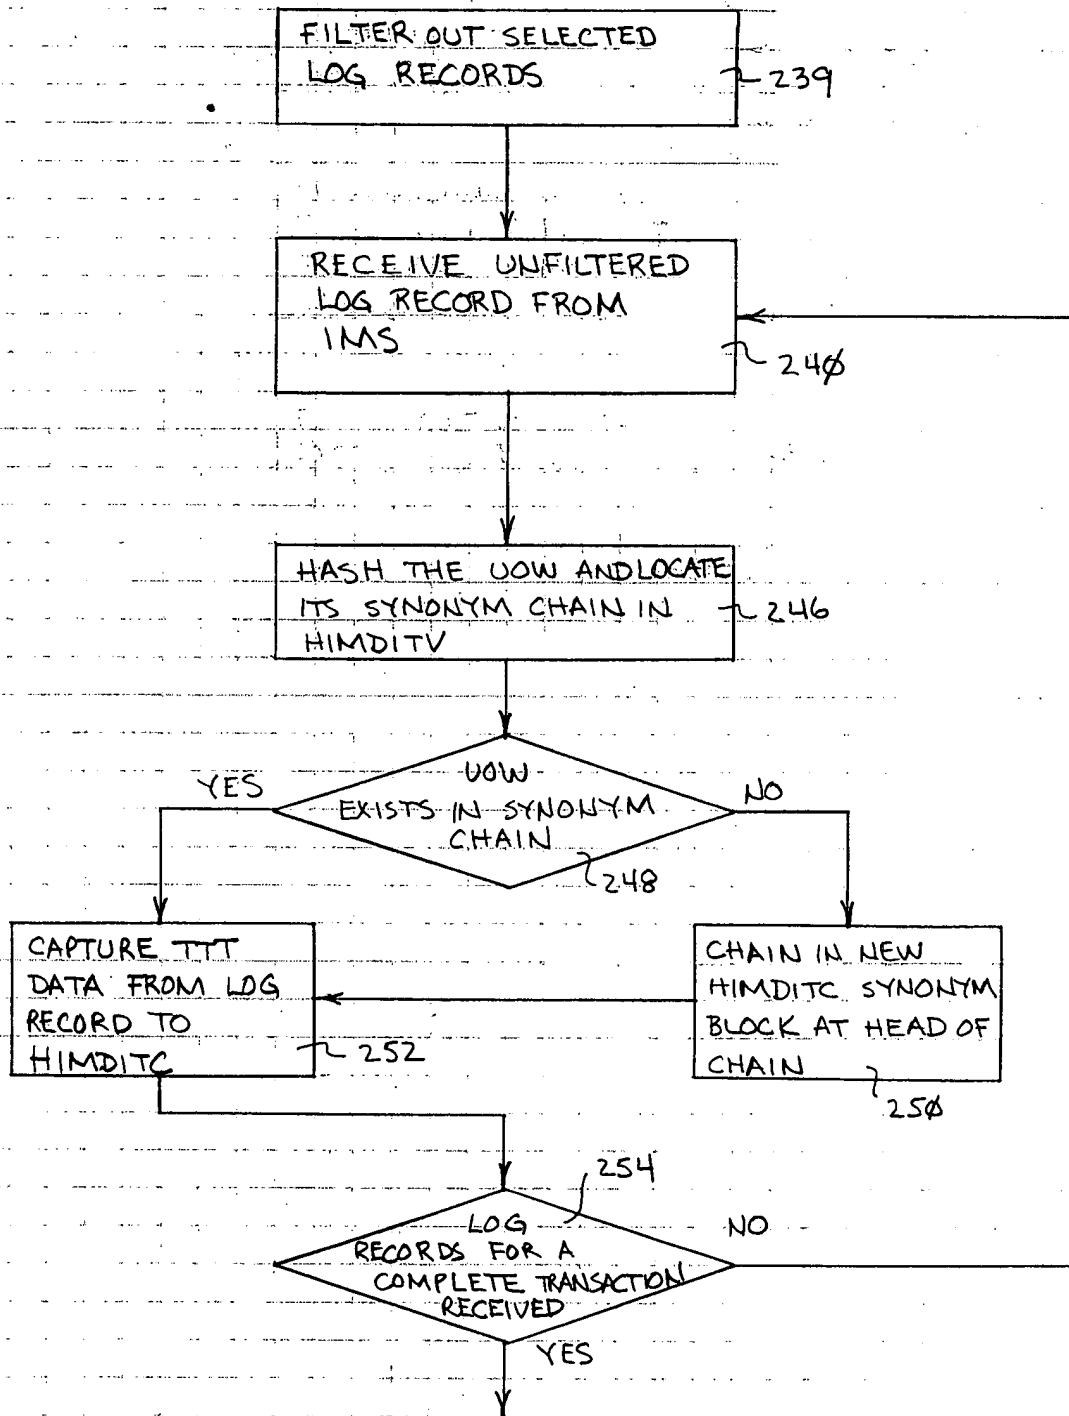 FILTER OUT SELECTED
LOG RECORDS
239
RECEIVE UNFILTERED
LOG RECORD FROM
IMS
240
HASH THE UOW AND LOCATE
ITS SYNONYM CHAIN IN
HIMDITV
246
UOW
EXISTS IN SYNONYM
CHAIN
248
YES
NO
CAPTURE TTT
DATA FROM LOG
RECORD TO
HIMDITC
252
CHAIN IN NEW
HIMDITC SYNONYM
BLOCK AT HEAD OF
CHAIN
250
254
LOG
RECORDS FOR A
COMPLETE TRANSACTION
RECEIVED
NO
YES